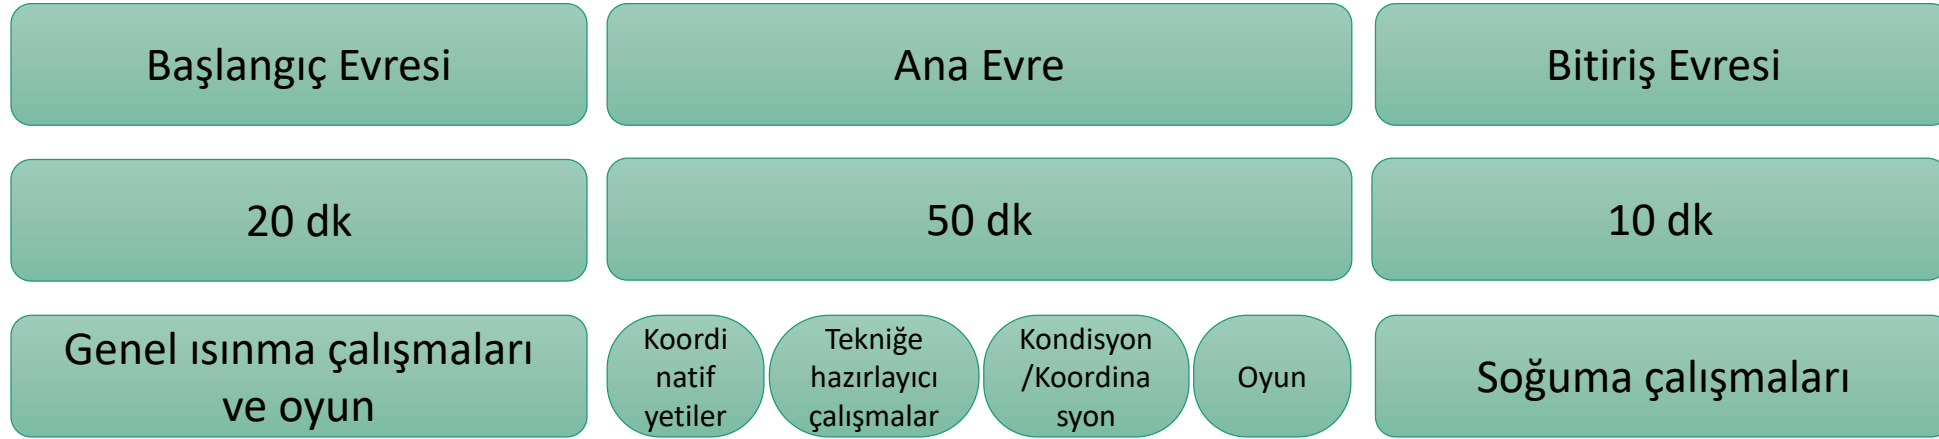 Başlangıç Evresi
Ana Evre
Bitiriş Evresi
20 dk
50 dk
10 dk
Genel ısınma çalışmaları
ve oyun
Koordi
natif
yetiler
Tekniğe
hazırlayıcı
çalışmalar
Kondisyon
/Koordina
syon
Oyun
Soğuma çalışmaları